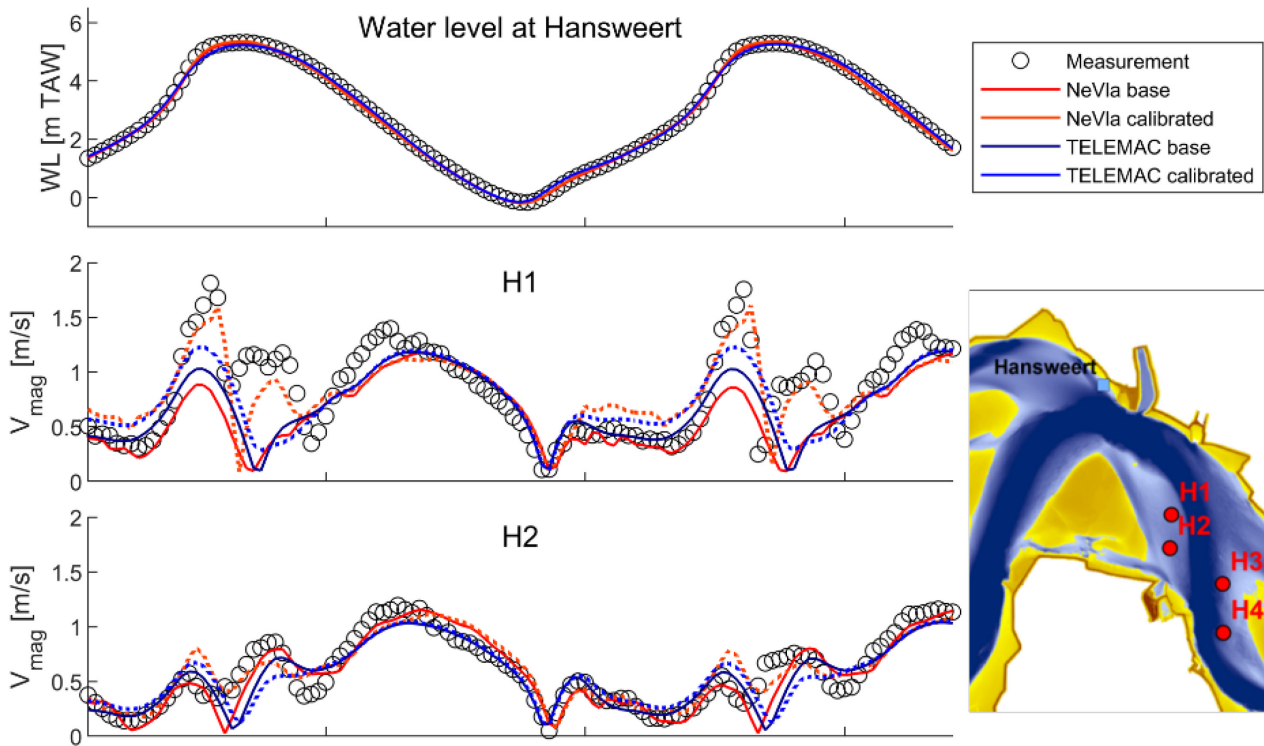 Water level at Hansweert
WL [m TAW]
6
4
2
0
Measurement
NeVla base
NeVla calibrated
TELEMAC base
TELEMAC calibrated
H1
Vmag [m/s]
2
1.5
1
0.5
0
H2
Vmag [m/s]
2
1.5
1
0.5
0
Hansweert
H1
H2
H3
H4